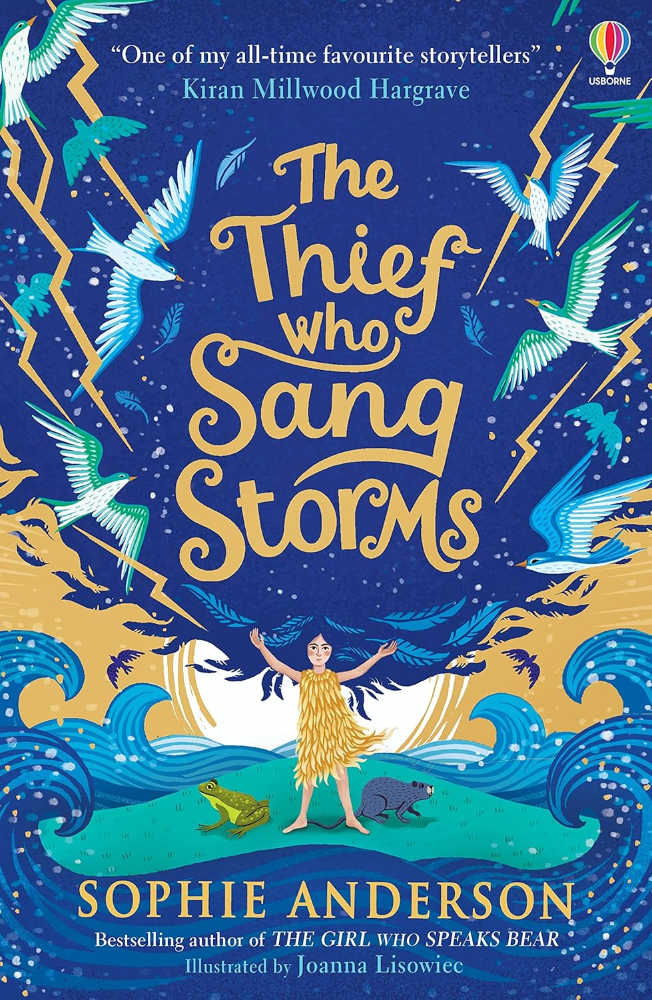 “One of my all-time favourite storytellers”
Kiran Millwood Hargrave
USBORNE
The
Thief
who
Sang
Storms
SOPHIE ANDERSON
Bestselling author of THE GIRL WHO SPEAKS BEAR
Illustrated by Joanna Lisowiec